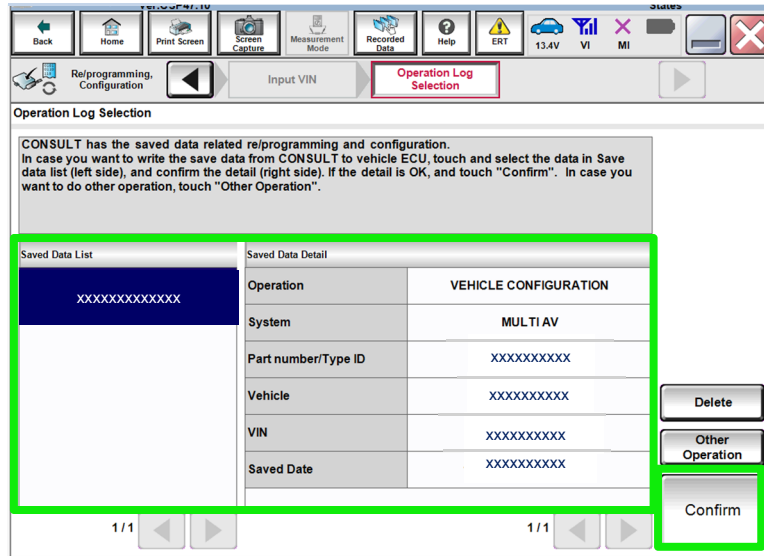 Ver.CSP47.10
States
Back
Home
Print Screen
Screen
Capture
Measurement
Mode
Recorded
Data
Help
ERT
13.4V
VI
MI
Re/programming,
Configuration
Input VIN
Operation Log
Selection
Operation Log Selection
CONSULT has the saved data related re/programming and configuration.
In case you want to write the save data from CONSULT to vehicle ECU, touch and select the data in Save
data list (left side), and confirm the detail (right side). If the detail is OK, and touch "Confirm". In case you
want to do other operation, touch "Other Operation".
Saved Data List
Saved Data Detail
XXXXXXXXXXXXX
Operation
VEHICLE CONFIGURATION
System
MULTI AV
Part number/Type ID
XXXXXXXXXX
Vehicle
XXXXXXXXXX
VIN
XXXXXXXXXX
Saved Date
XXXXXXXXXX
Delete
Other
Operation
Confirm
1/1
1/1